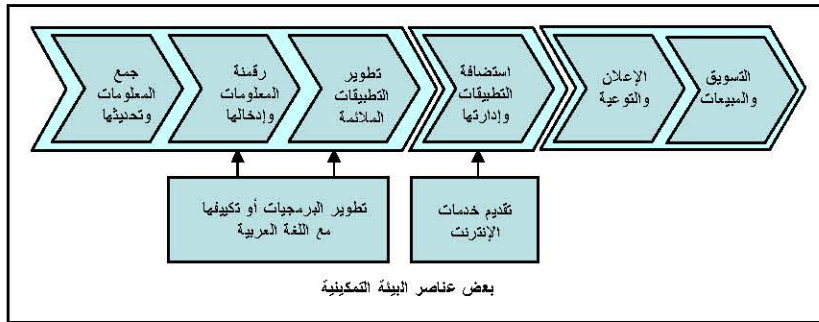 جمع
المعلومات
وتحديثها
رقمنة
المعلومات
وإدخالها
تطوير
التطبيقات
الملائمة
استضافة
التطبيقات
وإدارتها
الإعلان
والتوعية
التسويق
والمبيعات
تطوير البرمجيات أو تكييفها
مع اللغة العربية
تقديم خدمات
الإنترنت
بعض عناصر البيئة التمكينية